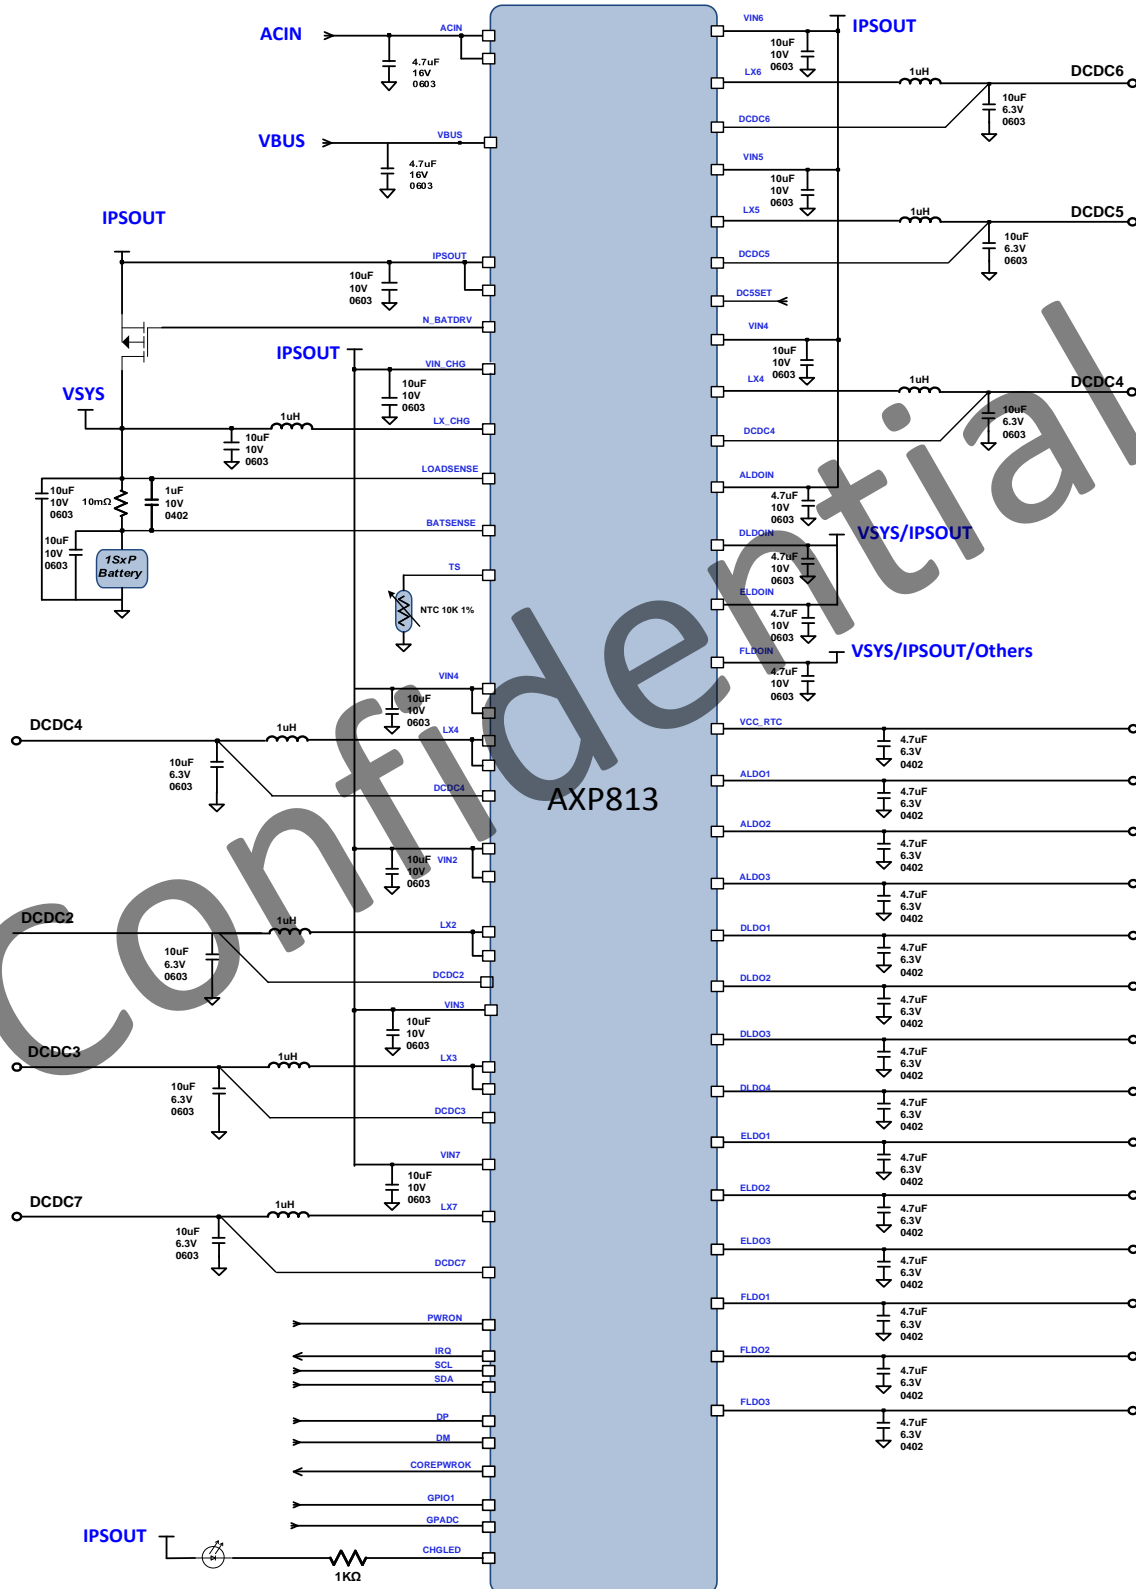 ACIN
ACIN
4.7uF
16V
0603
VBUS
VBUS
4.7uF
16V
0603
IPSOUT
IPSOUT
10uF
10V
0603
N_BATDRV
IPSOUT
VIN_CHG
10uF
10V
0603
VSYS
1uH
LX_CHG
10uF
10V
0603
LOADSENSE
10uF
10V
0603
10mΩ
1uF
10V
0402
BATSENSE
10uF
10V
0603
1SxP
Battery
TS
NTC 10K 1%
VIN4
10uF
10V
0603
DCDC4
1uH
LX4
10uF
6.3V
0603
DCDC4
VIN2
10uF
10V
0603
DCDC2
1uH
LX2
10uF
6.3V
0603
DCDC2
VIN3
10uF
10V
0603
DCDC3
1uH
LX3
10uF
6.3V
0603
DCDC3
VIN7
10uF
10V
0603
DCDC7
1uH
LX7
10uF
6.3V
0603
DCDC7
PWRON
IRQ
SCL
SDA
DP
DM
COREPWROK
GPIO1
GPADC
IPSOUT
CHGLED
1KΩ
AXP813
VIN6
IPSOUT
10uF
10V
0603
LX6
1uH
DCDC6
10uF
6.3V
0603
DCDC6
VIN5
10uF
10V
0603
LX5
1uH
DCDC5
10uF
6.3V
0603
DCDC5
DC5SET
VIN4
10uF
10V
0603
LX4
1uH
DCDC4
10uF
6.3V
0603
DCDC4
ALDOIN
4.7uF
10V
0603
DLDOIN
VSYS/IPSOUT
4.7uF
10V
0603
ELDOIN
4.7uF
10V
0603
FLDOIN
VSYS/IPSOUT/Others
4.7uF
10V
0603
VCC_RTC
4.7uF
6.3V
0402
ALDO1
4.7uF
6.3V
0402
ALDO2
4.7uF
6.3V
0402
ALDO3
4.7uF
6.3V
0402
DLDO1
4.7uF
6.3V
0402
DLDO2
4.7uF
6.3V
0402
DLDO3
4.7uF
6.3V
0402
DLDO4
4.7uF
6.3V
0402
ELDO1
4.7uF
6.3V
0402
ELDO2
4.7uF
6.3V
0402
ELDO3
4.7uF
6.3V
0402
FLDO1
4.7uF
6.3V
0402
FLDO2
4.7uF
6.3V
0402
FLDO3
4.7uF
6.3V
0402
Confidential